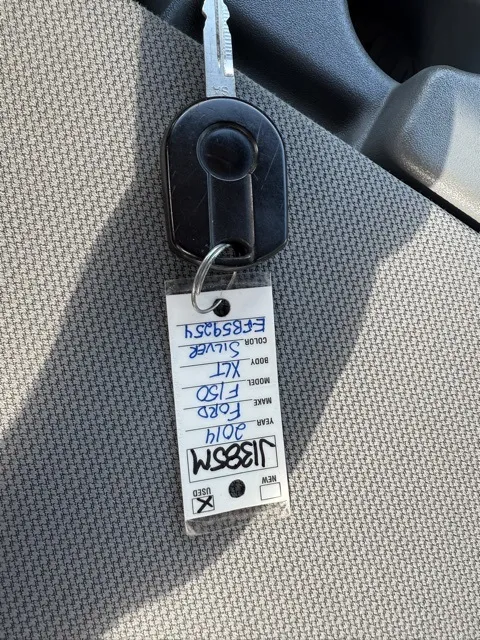 NEW USED X
J1385M
YEAR 2014
MAKE FORD
MODEL F150
BODY XLT
COLOR SILVER
EFB59254